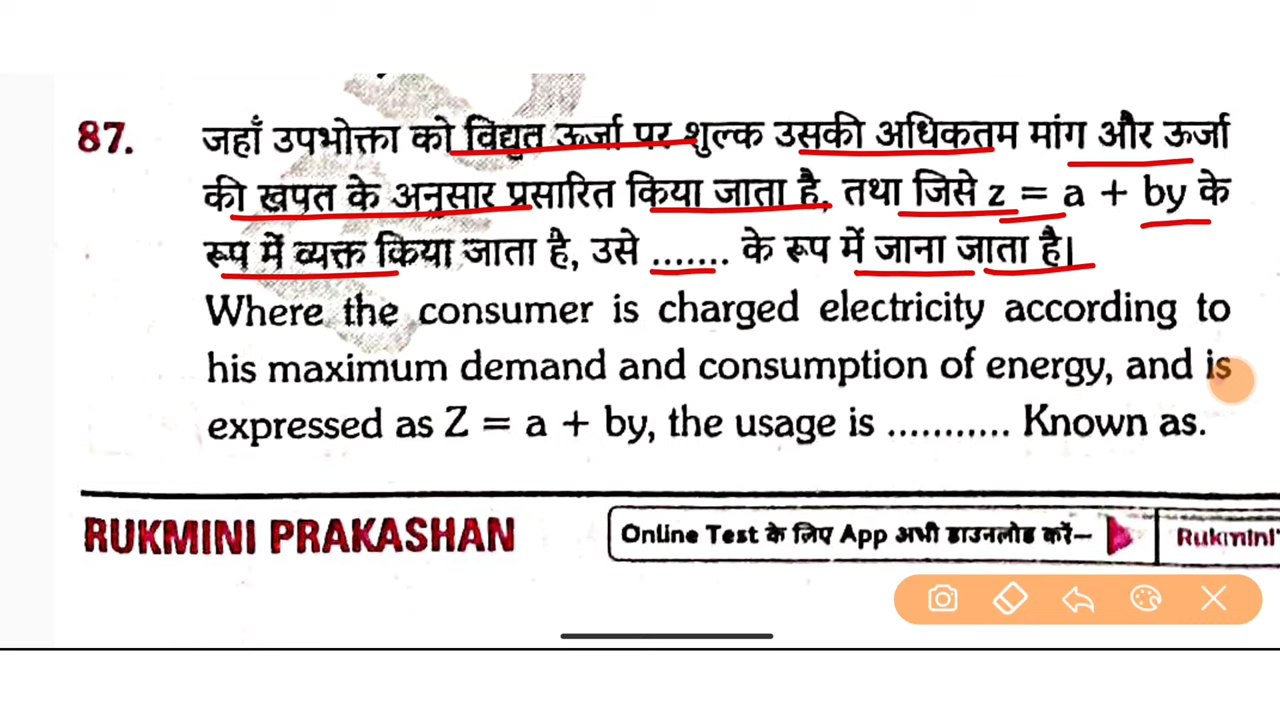 87. जहाँ उपभोक्ता को विद्युत ऊर्जा पर शुल्क उसकी अधिकतम मांग और ऊर्जा
की खपत के अनुसार प्रसारित किया जाता है, तथा जिसे z = a + by के
रूप में व्यक्त किया जाता है, उसे ....... के रूप में जाना जाता है।
Where the consumer is charged electricity according to
his maximum demand and consumption of energy, and is
expressed as Z = a + by, the usage is ........... Known as.
RUKMINI PRAKASHAN
Online Test के लिए App अभी डाउनलोड करें–
Rukmini